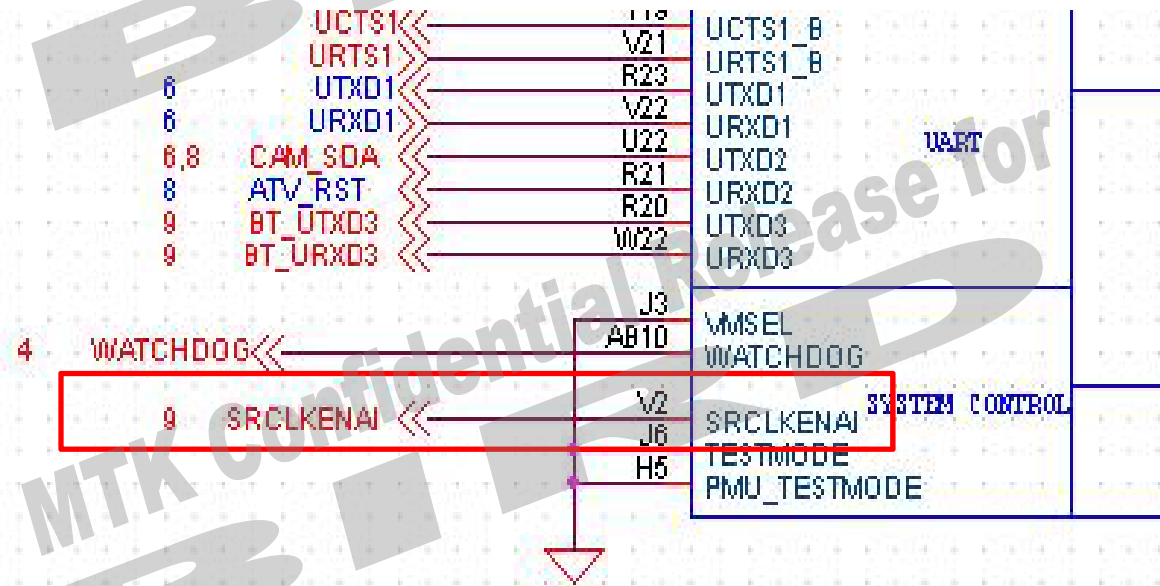 UCTS1 UCTS1_B
URTS1 V21 URTS1_B
6 UTXD1 R23 UTXD1
6 URXD1 V22 URXD1
6,8 CAM_SDA U22 UTXD2
8 ATV_RST R21 URXD2
9 BT_UTXD3 R20 UTXD3
9 BT_URXD3 W22 URXD3
UART
J3 VMSEL
4 WATCHDOG AB10 WATCHDOG
9 SRCLKENAI V2 SRCLKENAI
SYSTEM CONTROL
J6 TESTMODE
H5 PMU_TESTMODE
MTK Confidential Release for
BIRD